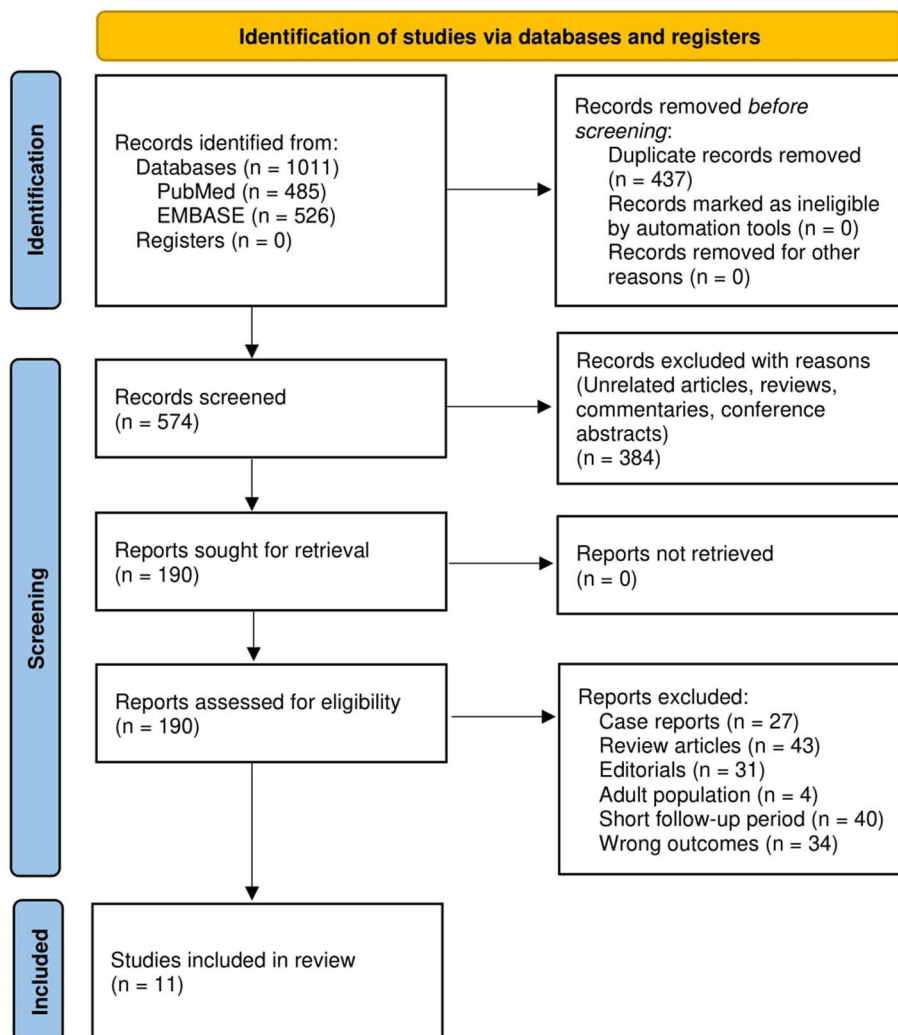 Identification of studies via databases and registers
Identification
Records identified from:
Databases (n = 1011)
PubMed (n = 485)
EMBASE (n = 526)
Registers (n = 0)
Records removed before
screening:
Duplicate records removed
(n = 437)
Records marked as ineligible
by automation tools (n = 0)
Records removed for other
reasons (n = 0)
Screening
Records screened
(n = 574)
Records excluded with reasons
(Unrelated articles, reviews,
commentaries, conference
abstracts)
(n = 384)
Reports sought for retrieval
(n = 190)
Reports not retrieved
(n = 0)
Reports assessed for eligibility
(n = 190)
Reports excluded:
Case reports (n = 27)
Review articles (n = 43)
Editorials (n = 31)
Adult population (n = 4)
Short follow-up period (n = 40)
Wrong outcomes (n = 34)
Included
Studies included in review
(n = 11)